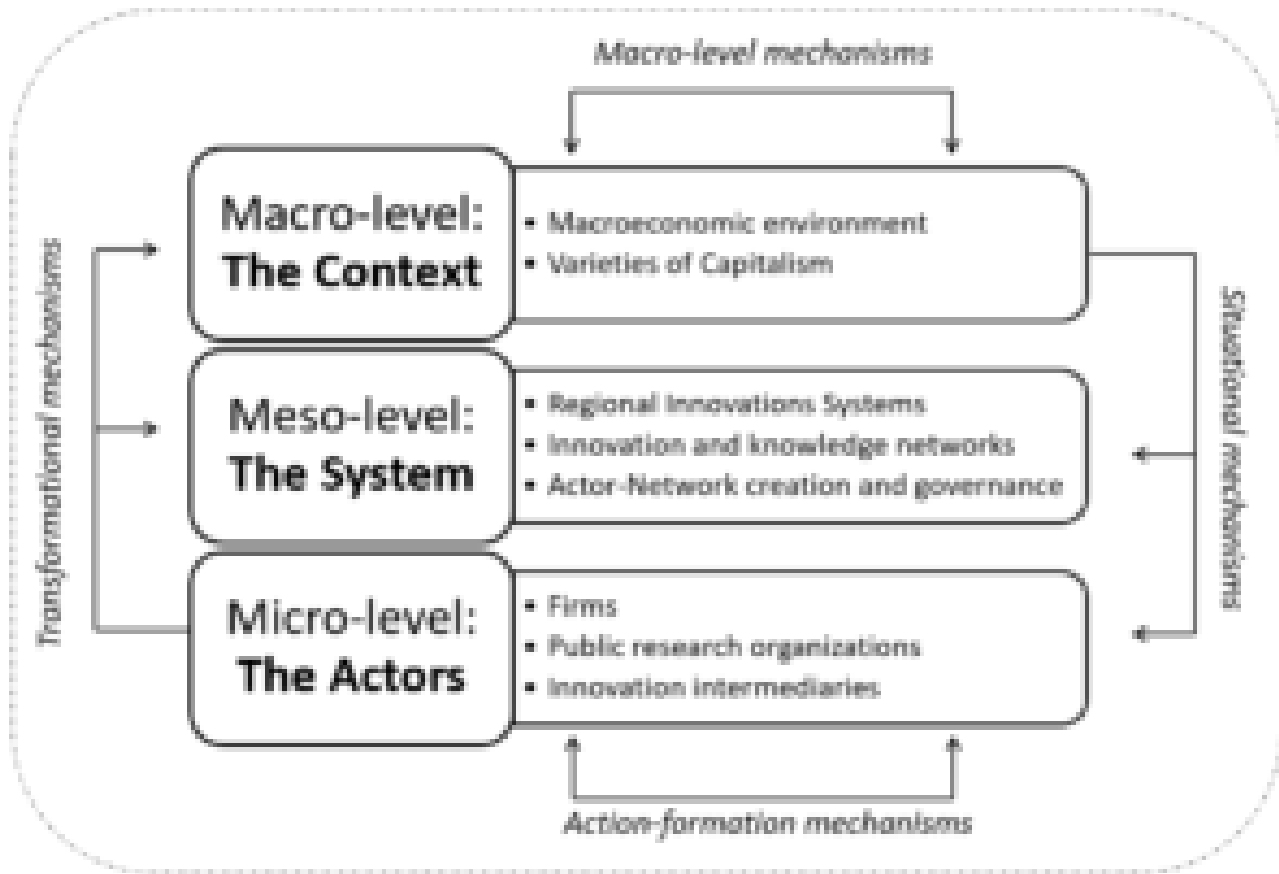 Macro-level mechanisms
Macro-level:
The Context
• Macroeconomic environment
• Varieties of Capitalism
Transformational mechanisms
Situational mechanisms
Meso-level:
The System
• Regional Innovations Systems
• Innovation and knowledge networks
• Actor-Network creation and governance
Micro-level:
The Actors
• Firms
• Public research organizations
• Innovation intermediaries
Action-formation mechanisms